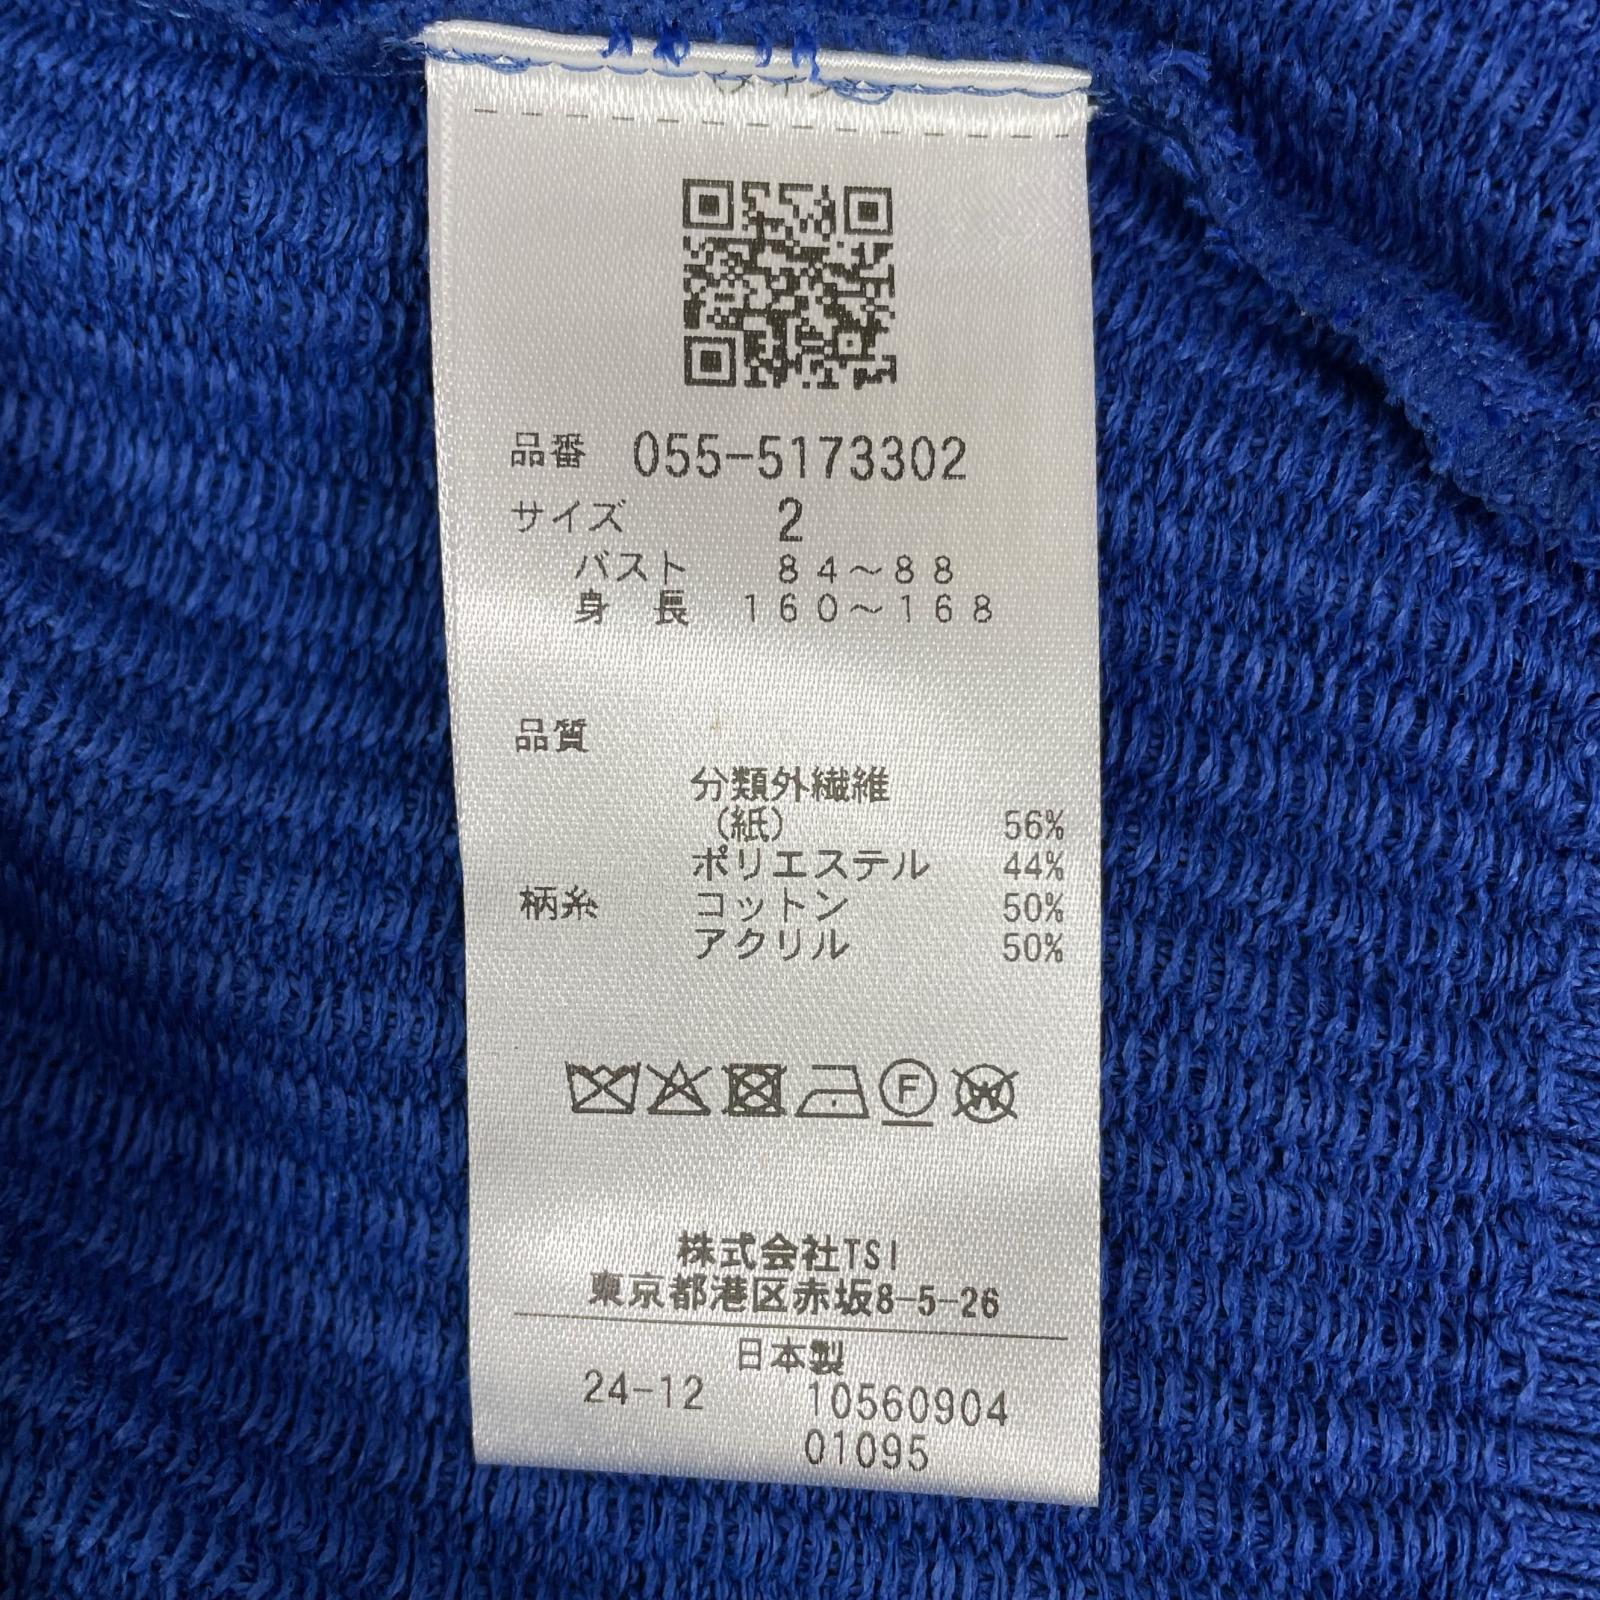 品番 055-5173302
サイズ 2
バスト 84～88
身 長 160～168
品質
分類外繊維
(紙) 56%
ポリエステル 44%
柄糸 コットン 50%
アクリル 50%
F
W
株式会社TSI
東京都港区赤坂8-5-26
日本製
24-12 10560904
01095